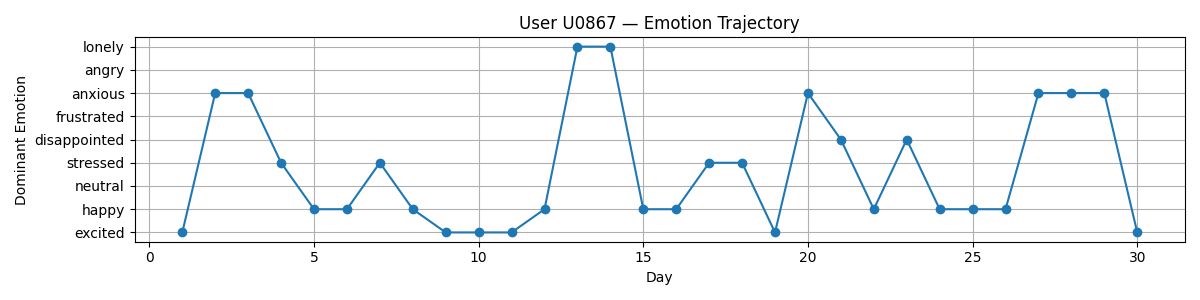 User U0867 — Emotion Trajectory
Dominant Emotion
lonely
angry
anxious
frustrated
disappointed
stressed
neutral
happy
excited
0 5 10 15 20 25 30
Day